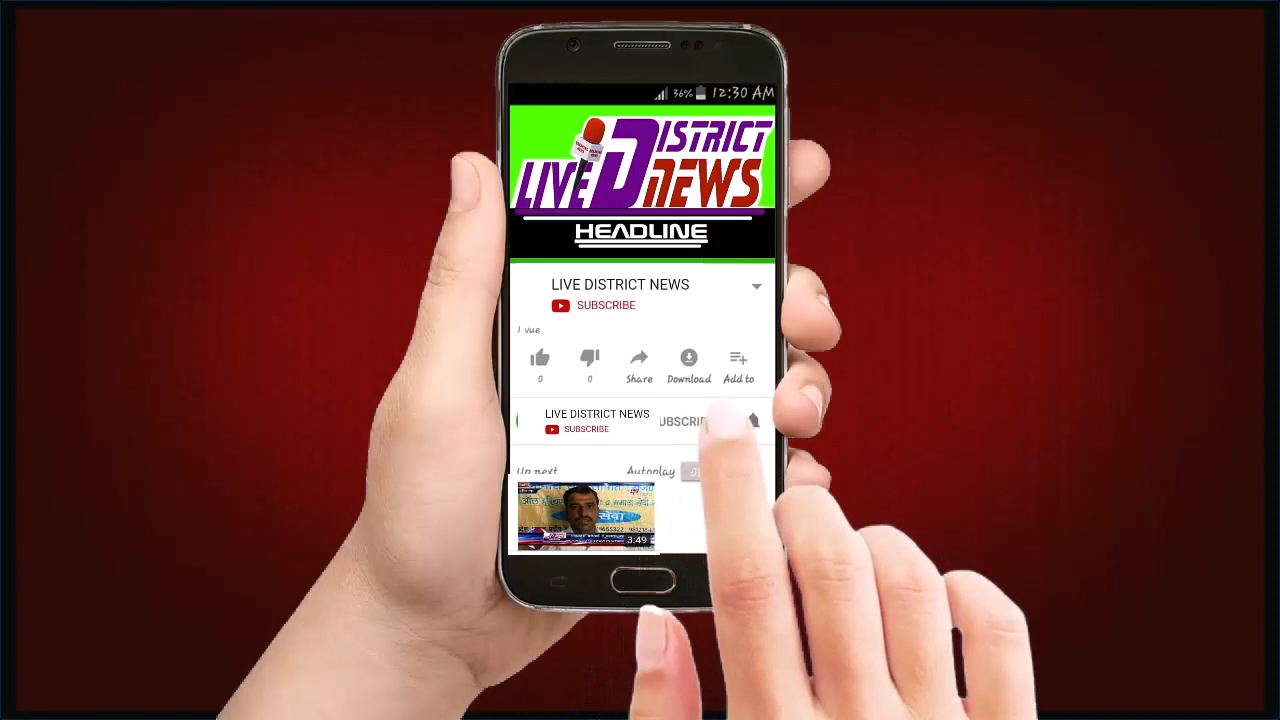 36% 12:30 AM
LIVE DISTRICT NEWS
HEADLINE
LIVE DISTRICT NEWS
SUBSCRIBE
1 vue
0 0 Share Download Add to
LIVE DISTRICT NEWS
SUBSCRIBE
UBSCRIB
Up next Autoplay
सेवा
3:49